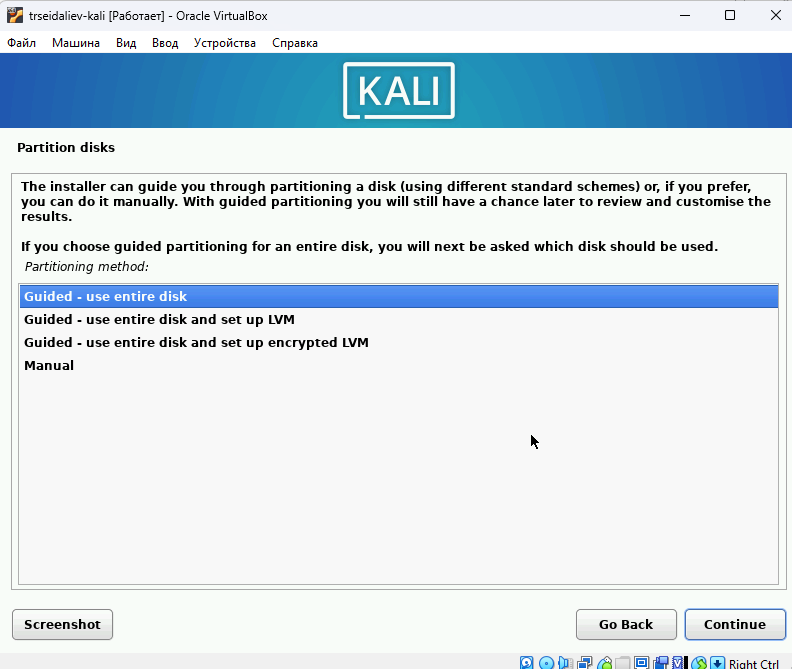 trseidaliev-kali [Работает] - Oracle VirtualBox
Файл Машина Вид Ввод Устройства Справка
KALI
Partition disks
The installer can guide you through partitioning a disk (using different standard schemes) or, if you prefer,
you can do it manually. With guided partitioning you will still have a chance later to review and customise the
results.
If you choose guided partitioning for an entire disk, you will next be asked which disk should be used.
Partitioning method:
Guided - use entire disk
Guided - use entire disk and set up LVM
Guided - use entire disk and set up encrypted LVM
Manual
Screenshot Go Back Continue
Right Ctrl